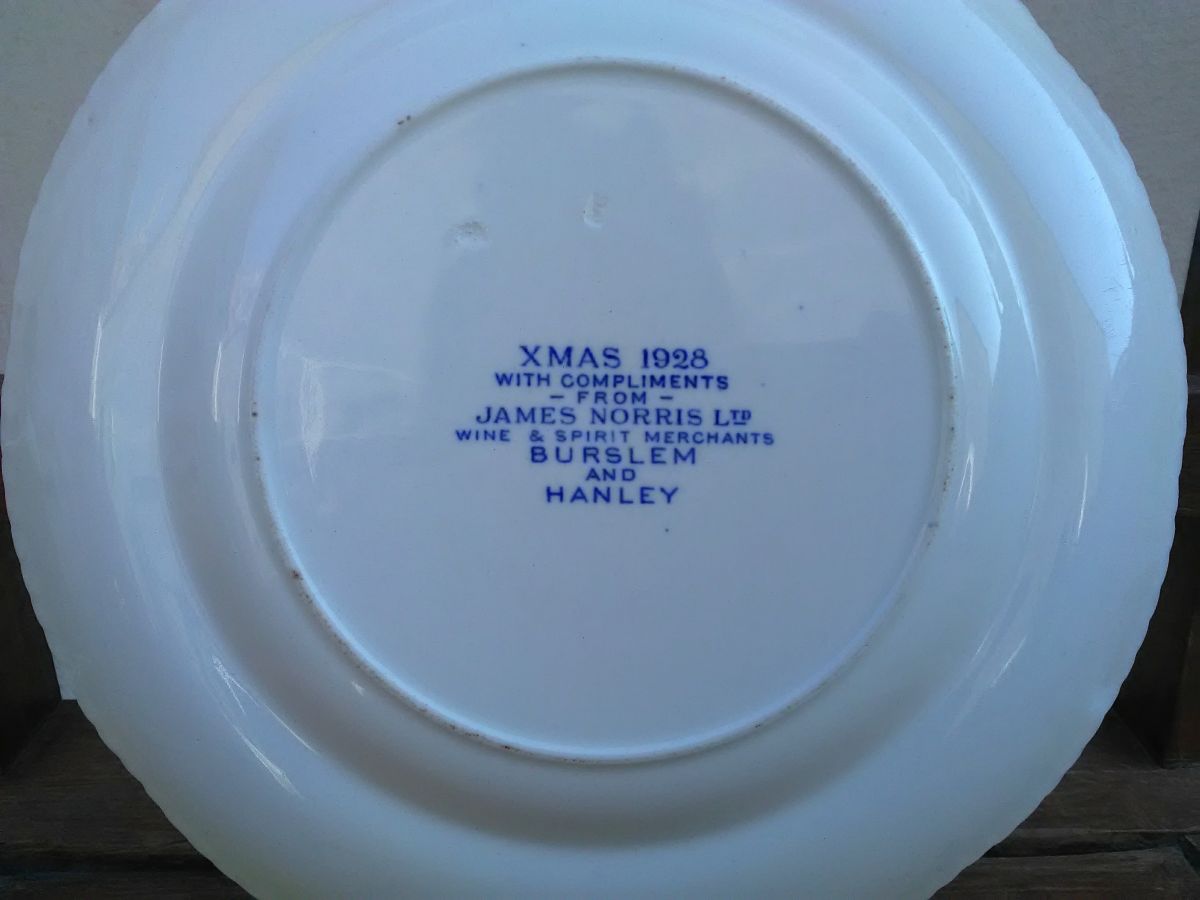 XMAS 1928
WITH COMPLIMENTS
- FROM -
JAMES NORRIS LTD
WINE & SPIRIT MERCHANTS
BURSLEM
AND
HANLEY